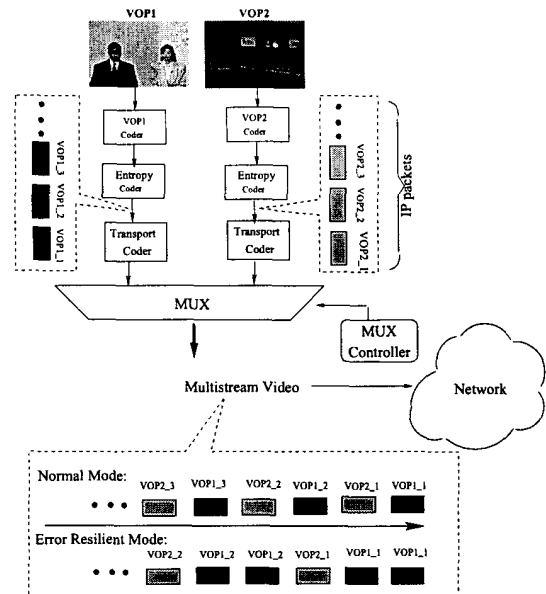 VOP1 VOP2
VOP1 Coder
VOP2 Coder
Entropy Coder
Entropy Coder
Transport Coder
Transport Coder
VOP1_3
VOP1_2
VOP1_1
VOP2_3
VOP2_2
VOP2_1
IP packets
MUX
MUX Controller
Multistream Video
Network
Normal Mode:
VOP2_3 VOP1_3 VOP2_2 VOP1_2 VOP2_1 VOP1_1
Error Resilient Mode:
VOP2_2 VOP1_2 VOP1_2 VOP2_1 VOP1_1 VOP1_1